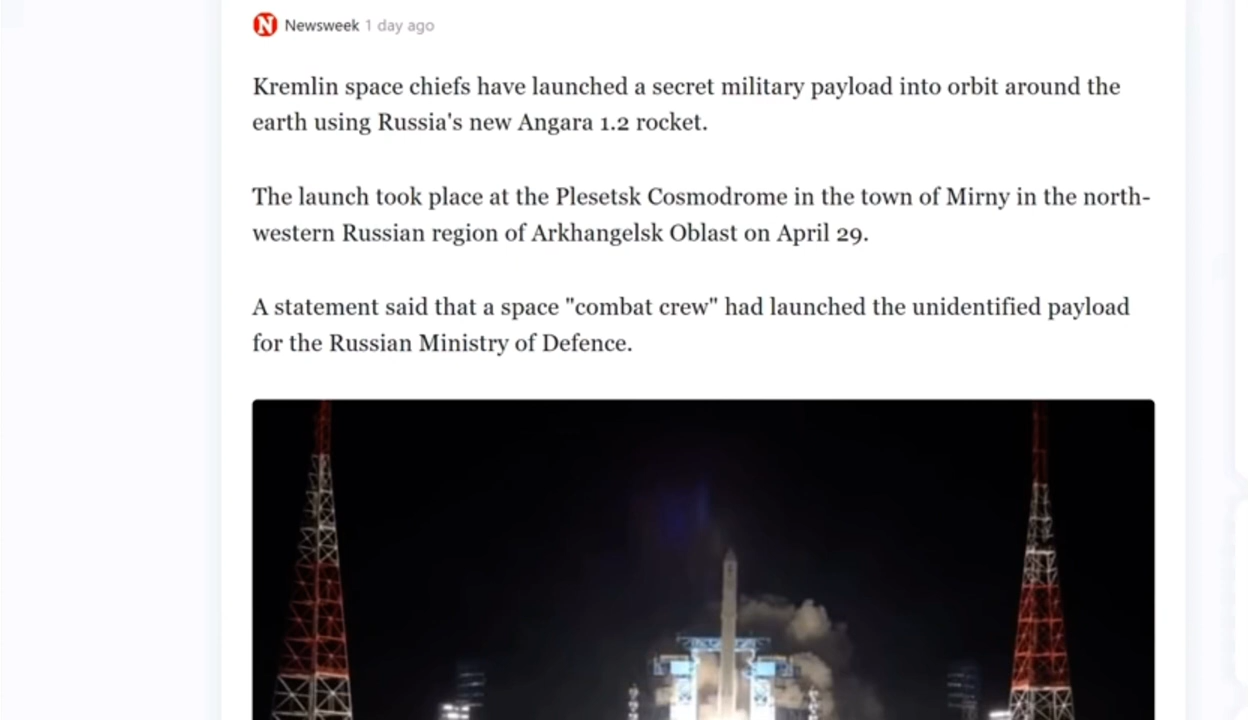 Newsweek 1 day ago
Kremlin space chiefs have launched a secret military payload into orbit around the
earth using Russia's new Angara 1.2 rocket.
The launch took place at the Plesetsk Cosmodrome in the town of Mirny in the north-
western Russian region of Arkhangelsk Oblast on April 29.
A statement said that a space "combat crew" had launched the unidentified payload
for the Russian Ministry of Defence.